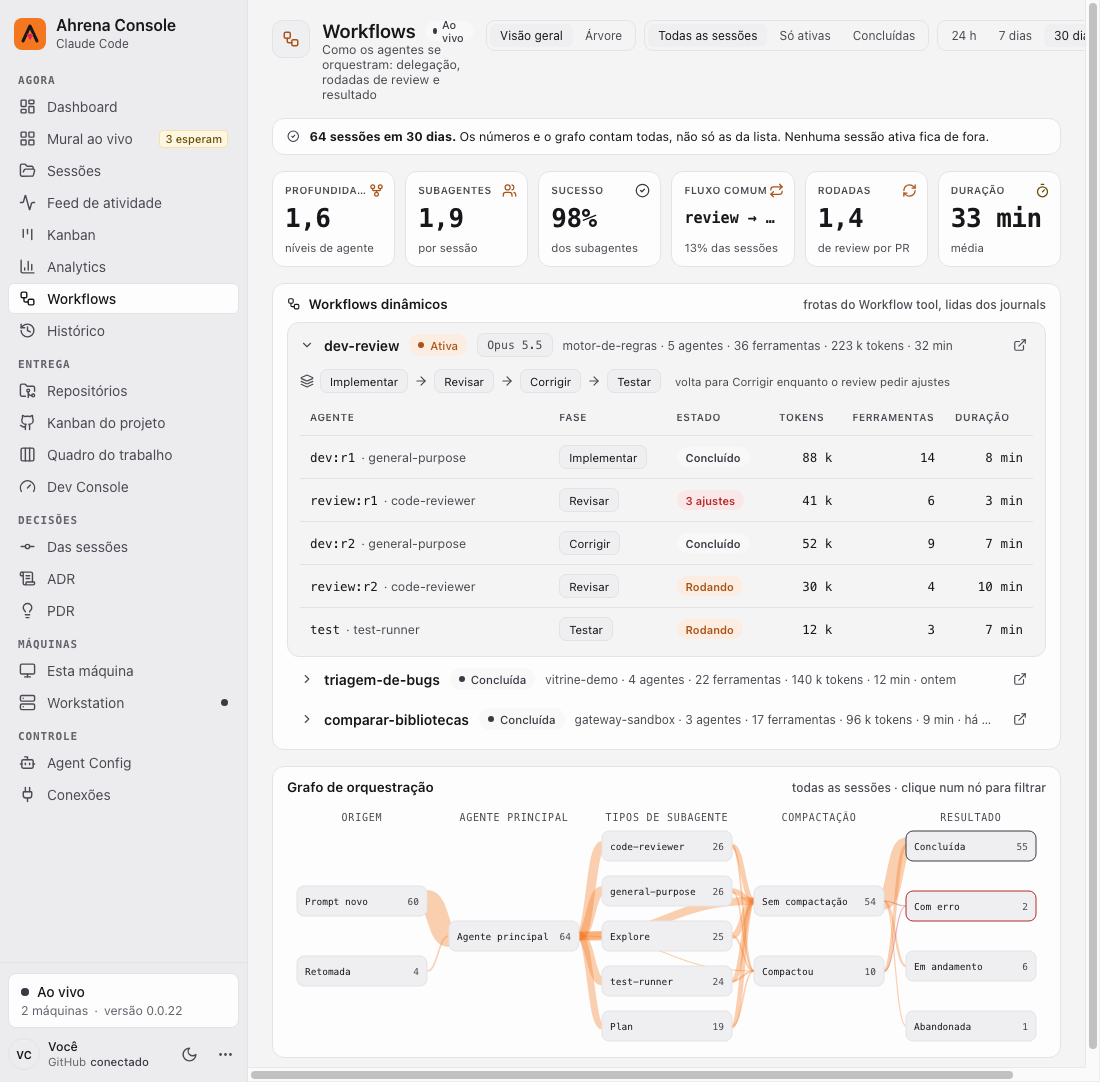 Ahrena Console
Claude Code
AGORA
Dashboard
Mural ao vivo 3 esperam
Sessões
Feed de atividade
Kanban
Analytics
Workflows
Histórico
ENTREGA
Repositórios
Kanban do projeto
Quadro do trabalho
Dev Console
DECISÕES
Das sessões
ADR
PDR
MÁQUINAS
Esta máquina
Workstation
CONTROLE
Agent Config
Conexões
Ao vivo
2 máquinas · versão 0.0.22
VC Você
GitHub conectado
Workflows Ao vivo
Como os agentes se
orquestram: delegação,
rodadas de review e
resultado
Visão geral Árvore
Todas as sessões Só ativas Concluídas
24 h 7 dias 30 dia
64 sessões em 30 dias. Os números e o grafo contam todas, não só as da lista. Nenhuma sessão ativa fica de fora.
PROFUNDIDA…
1,6
níveis de agente
SUBAGENTES
1,9
por sessão
SUCESSO
98%
dos subagentes
FLUXO COMUM
review → …
13% das sessões
RODADAS
1,4
de review por PR
DURAÇÃO
33 min
média
Workflows dinâmicos frotas do Workflow tool, lidas dos journals
dev-review Ativa Opus 5.5 motor-de-regras · 5 agentes · 36 ferramentas · 223 k tokens · 32 min
Implementar → Revisar → Corrigir → Testar volta para Corrigir enquanto o review pedir ajustes
AGENTE FASE ESTADO TOKENS FERRAMENTAS DURAÇÃO
dev:r1 · general-purpose Implementar Concluído 88 k 14 8 min
review:r1 · code-reviewer Revisar 3 ajustes 41 k 6 3 min
dev:r2 · general-purpose Corrigir Concluído 52 k 9 7 min
review:r2 · code-reviewer Revisar Rodando 30 k 4 10 min
test · test-runner Testar Rodando 12 k 3 7 min
triagem-de-bugs Concluída vitrine-demo · 4 agentes · 22 ferramentas · 140 k tokens · 12 min · ontem
comparar-bibliotecas Concluída gateway-sandbox · 3 agentes · 17 ferramentas · 96 k tokens · 9 min · há …
Grafo de orquestração todas as sessões · clique num nó para filtrar
ORIGEM AGENTE PRINCIPAL TIPOS DE SUBAGENTE COMPACTAÇÃO RESULTADO
Prompt novo 60
Retomada 4
Agente principal 64
code-reviewer 26
general-purpose 26
Explore 25
test-runner 24
Plan 19
Sem compactação 54
Compactou 10
Concluída 55
Com erro 2
Em andamento 6
Abandonada 1